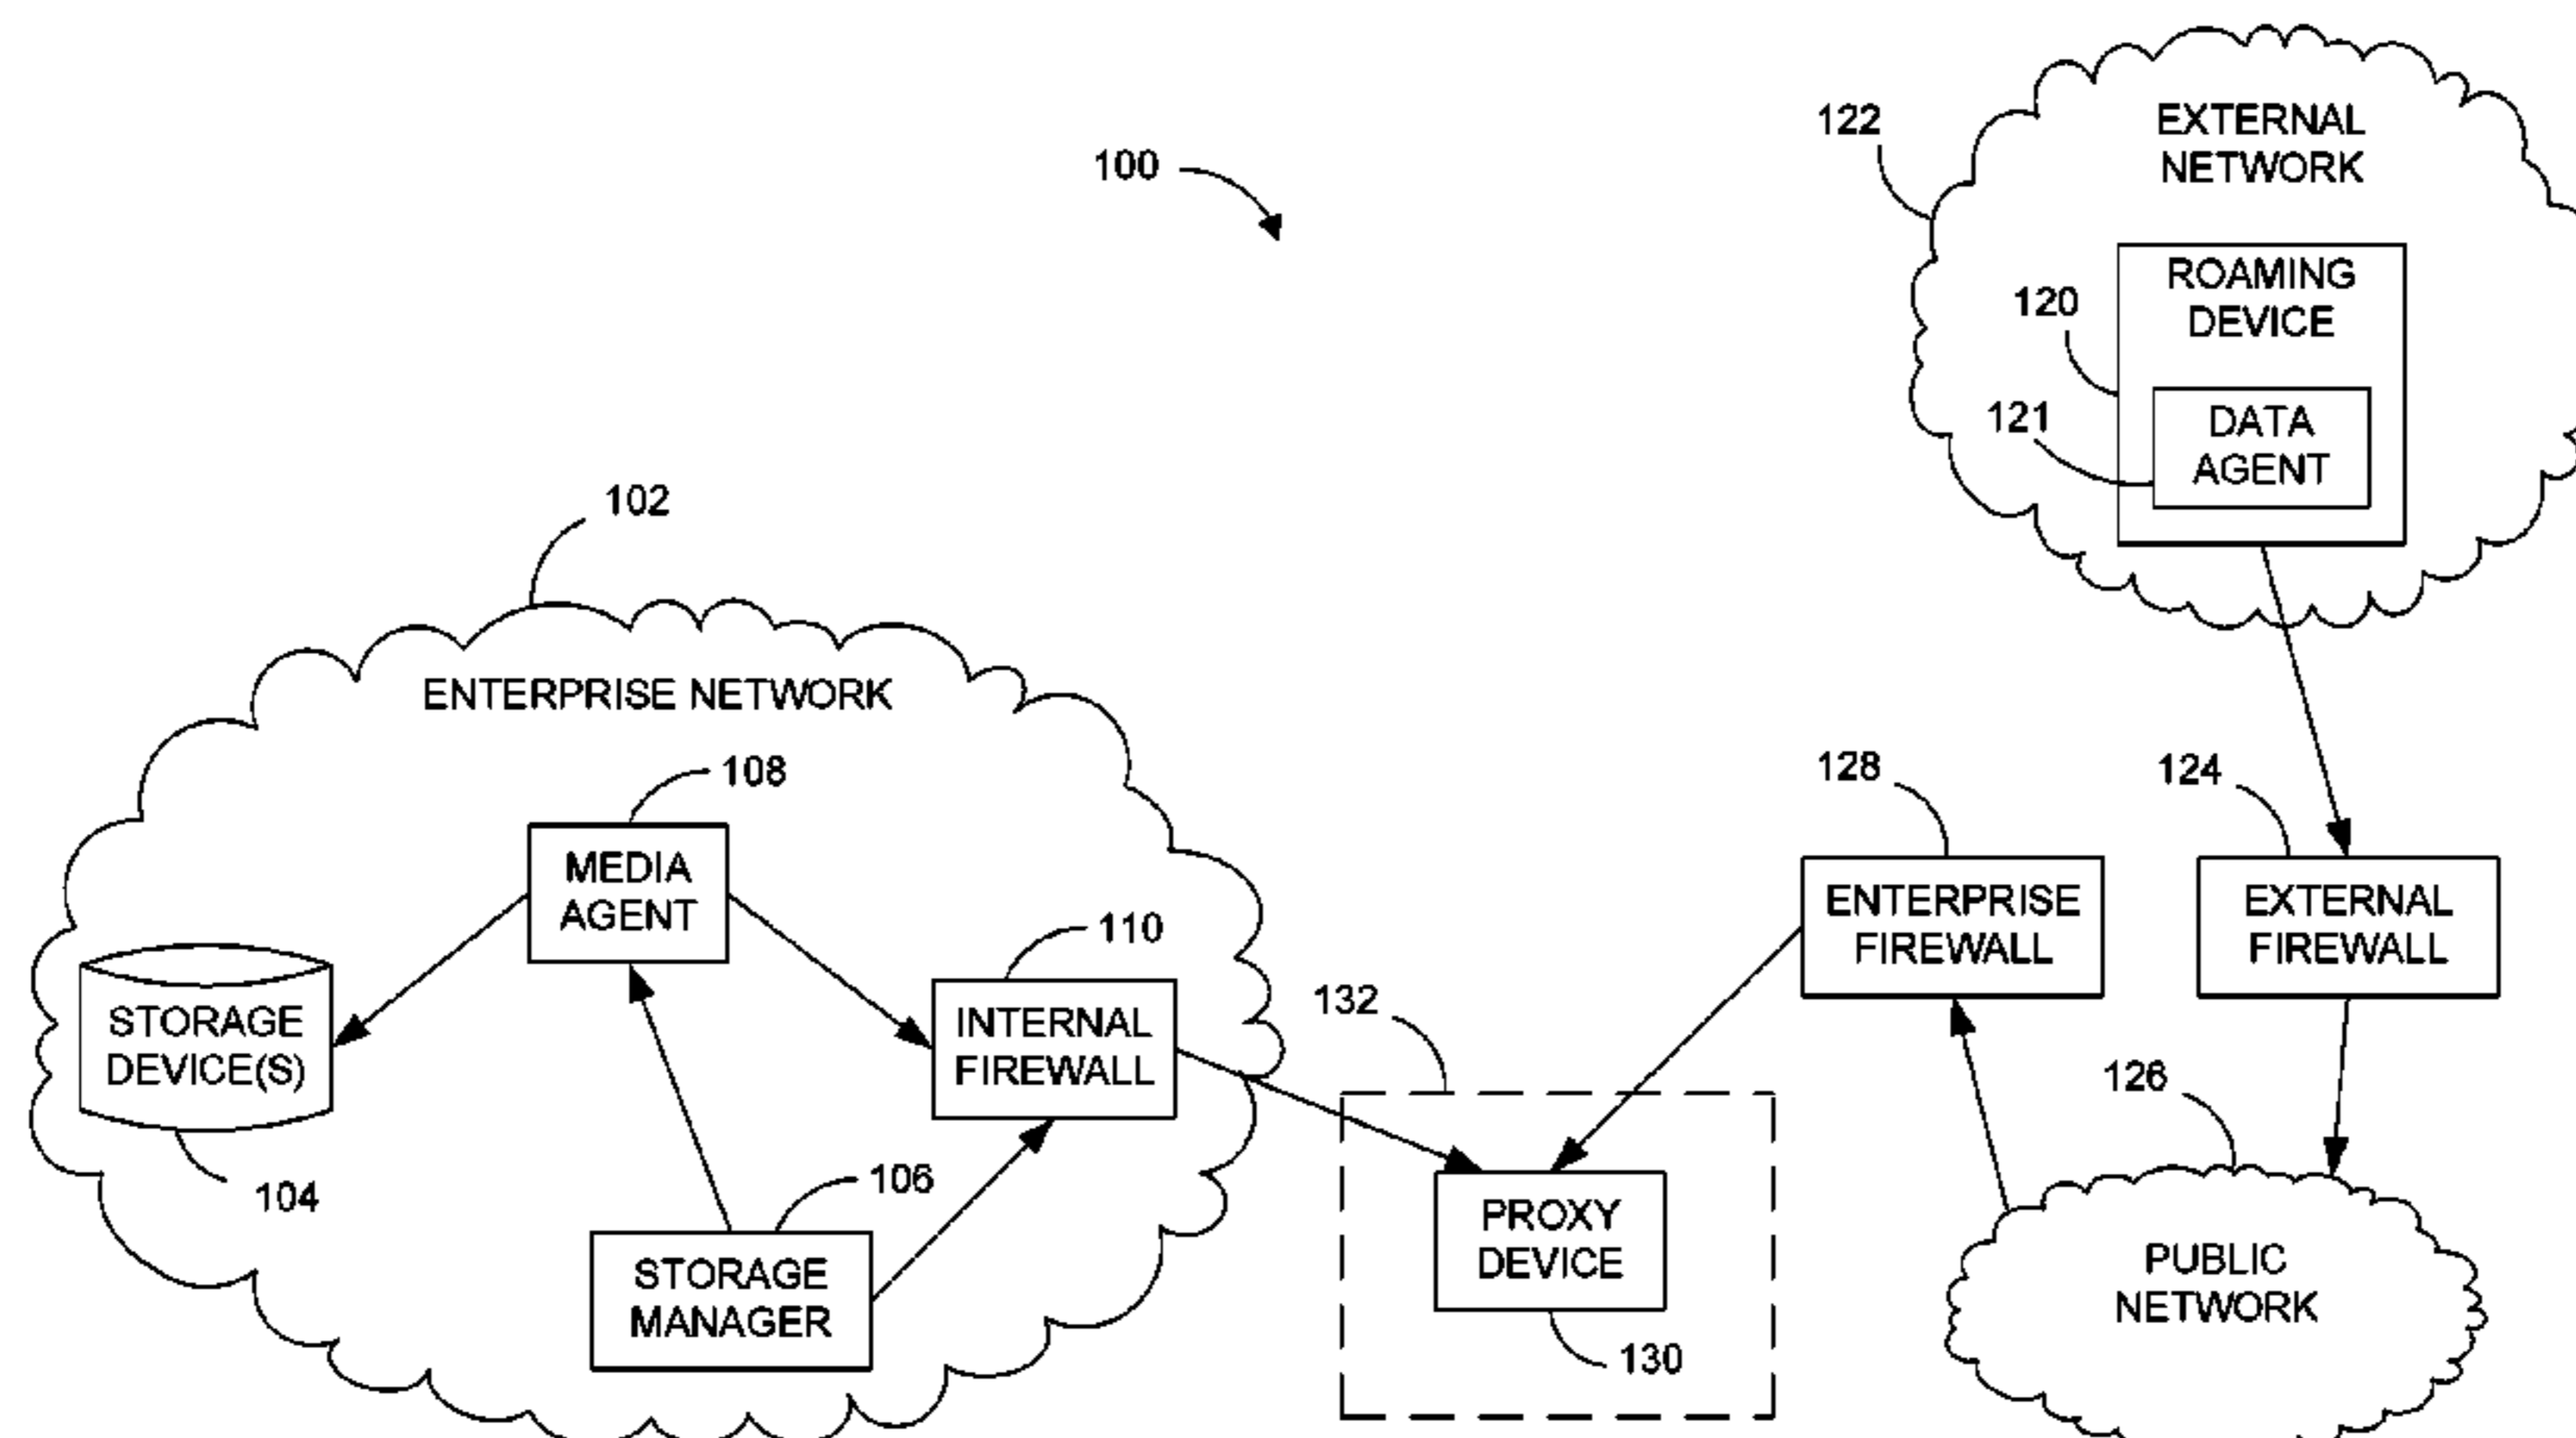 100
122
EXTERNAL
NETWORK
120
ROAMING
DEVICE
121
DATA
AGENT
102
ENTERPRISE NETWORK
108
MEDIA
AGENT
110
INTERNAL
FIREWALL
STORAGE
DEVICE(S)
104
106
STORAGE
MANAGER
132
PROXY
DEVICE
130
128
ENTERPRISE
FIREWALL
124
EXTERNAL
FIREWALL
126
PUBLIC
NETWORK